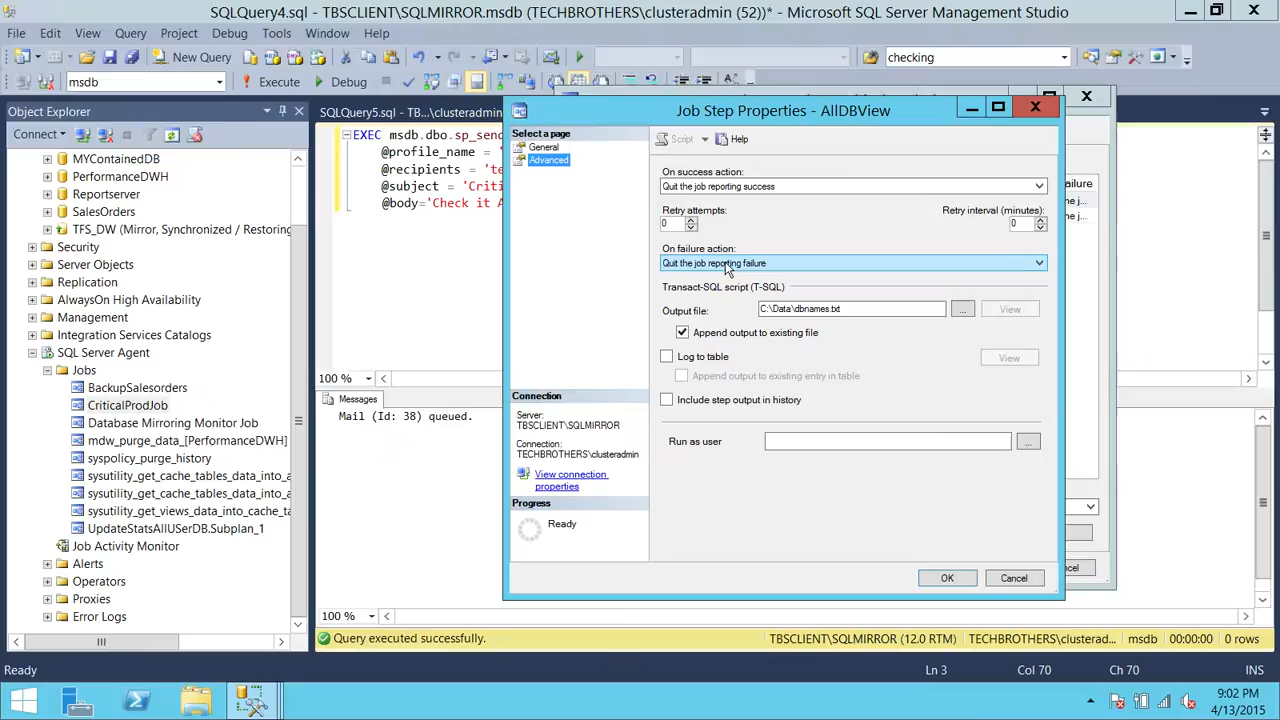 SQLQuery4.sql - TBSCLIENT\SQLMIRROR.msdb (TECHBROTHERS\clusteradmin (52))* - Microsoft SQL Server Management Studio
File Edit View Query Project Debug Tools Window Help
New Query checking
msdb Execute Debug
Object Explorer
SQLQuery5.sql - TB...\clusteradmin
Job Step Properties - AllDBView
Connect
Select a page
General
Advanced
Script Help
MYContainedDB
PerformanceDWH
Reportserver
SalesOrders
TFS_DW (Mirror, Synchronized / Restoring
Security
Server Objects
Replication
AlwaysOn High Availability
Management
Integration Services Catalogs
SQL Server Agent
Jobs
BackupSalesorders
CriticalProdJob
Database Mirroring Monitor Job
mdw_purge_data_[PerformanceDWH]
syspolicy_purge_history
sysutility_get_cache_tables_data_into_a
sysutility_get_cache_tables_data_into_a
sysutility_get_views_data_into_cache_t
UpdateStatsAllUSerDB.Subplan_1
Job Activity Monitor
Alerts
Operators
Proxies
Error Logs
EXEC msdb.dbo.sp_send
@profile_name = '
@recipients = 'te
@subject = 'Criti
@body='Check it A
100 %
Messages
Mail (Id: 38) queued.
100 %
On success action:
Quit the job reporting success
Retry attempts: Retry interval (minutes):
0 0
On failure action:
Quit the job reporting failure
Transact-SQL script (T-SQL)
Output file: C:\Data\dbnames.txt ... View
Append output to existing file
Log to table View
Append output to existing entry in table
Include step output in history
Run as user ...
Connection
Server:
TBSCLIENT\SQLMIRROR
Connection:
TECHBROTHERS\clusteradmin
View connection
properties
Progress
Ready
OK Cancel
ailure
e j...
e j...
ncel
Query executed successfully. TBSCLIENT\SQLMIRROR (12.0 RTM) TECHBROTHERS\clusterad... msdb 00:00:00 0 rows
Ready Ln 3 Col 70 Ch 70 INS
9:02 PM
4/13/2015